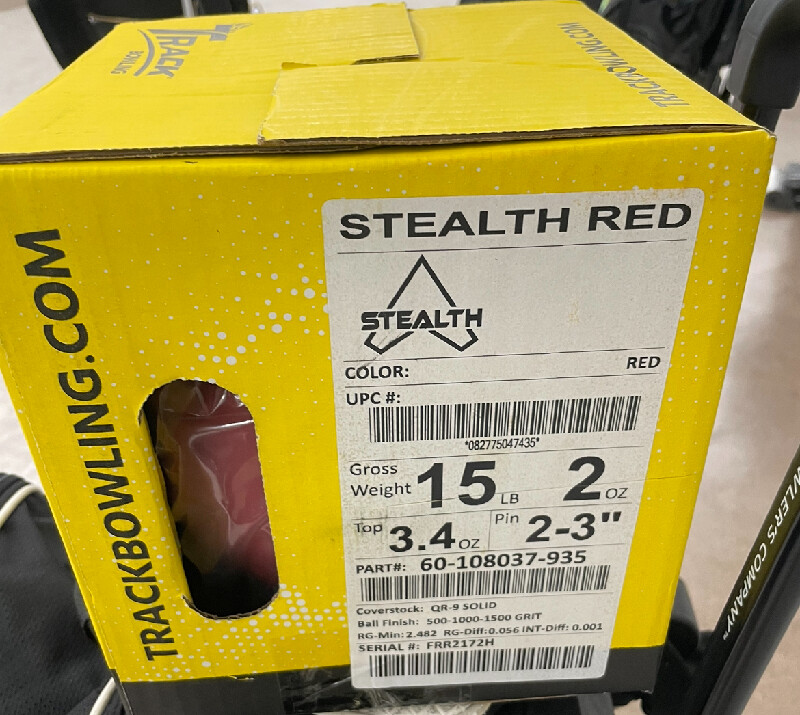 TRACK
BOWLING
TRACKBOWLING.COM
TRACKBOWLING.COM
STEALTH RED
STEALTH
COLOR: RED
UPC #:
*082775047435*
Gross Weight 15 LB 2 OZ
Top 3.4 OZ Pin 2-3"
PART#: 60-108037-935
Coverstock: QR-9 SOLID
Ball Finish: 500-1000-1500 GRIT
RG-Min: 2.482 RG-Diff:0.056 INT-Diff: 0.001
SERIAL #: FRR2172H
COMPANY